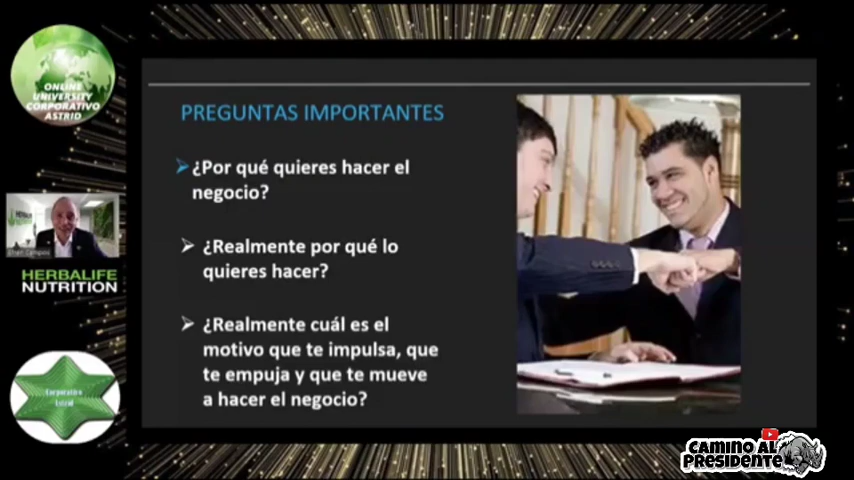 ONLINE
UNIVERSITY
CORPORATIVO
ASTRID
HERBALIFE
NUTRITION
Corporativo
Astrid
PREGUNTAS IMPORTANTES
¿Por qué quieres hacer el
negocio?
¿Realmente por qué lo
quieres hacer?
¿Realmente cuál es el
motivo que te impulsa, que
te empuja y que te mueve
a hacer el negocio?
CAMINO AL
PRESIDENTE